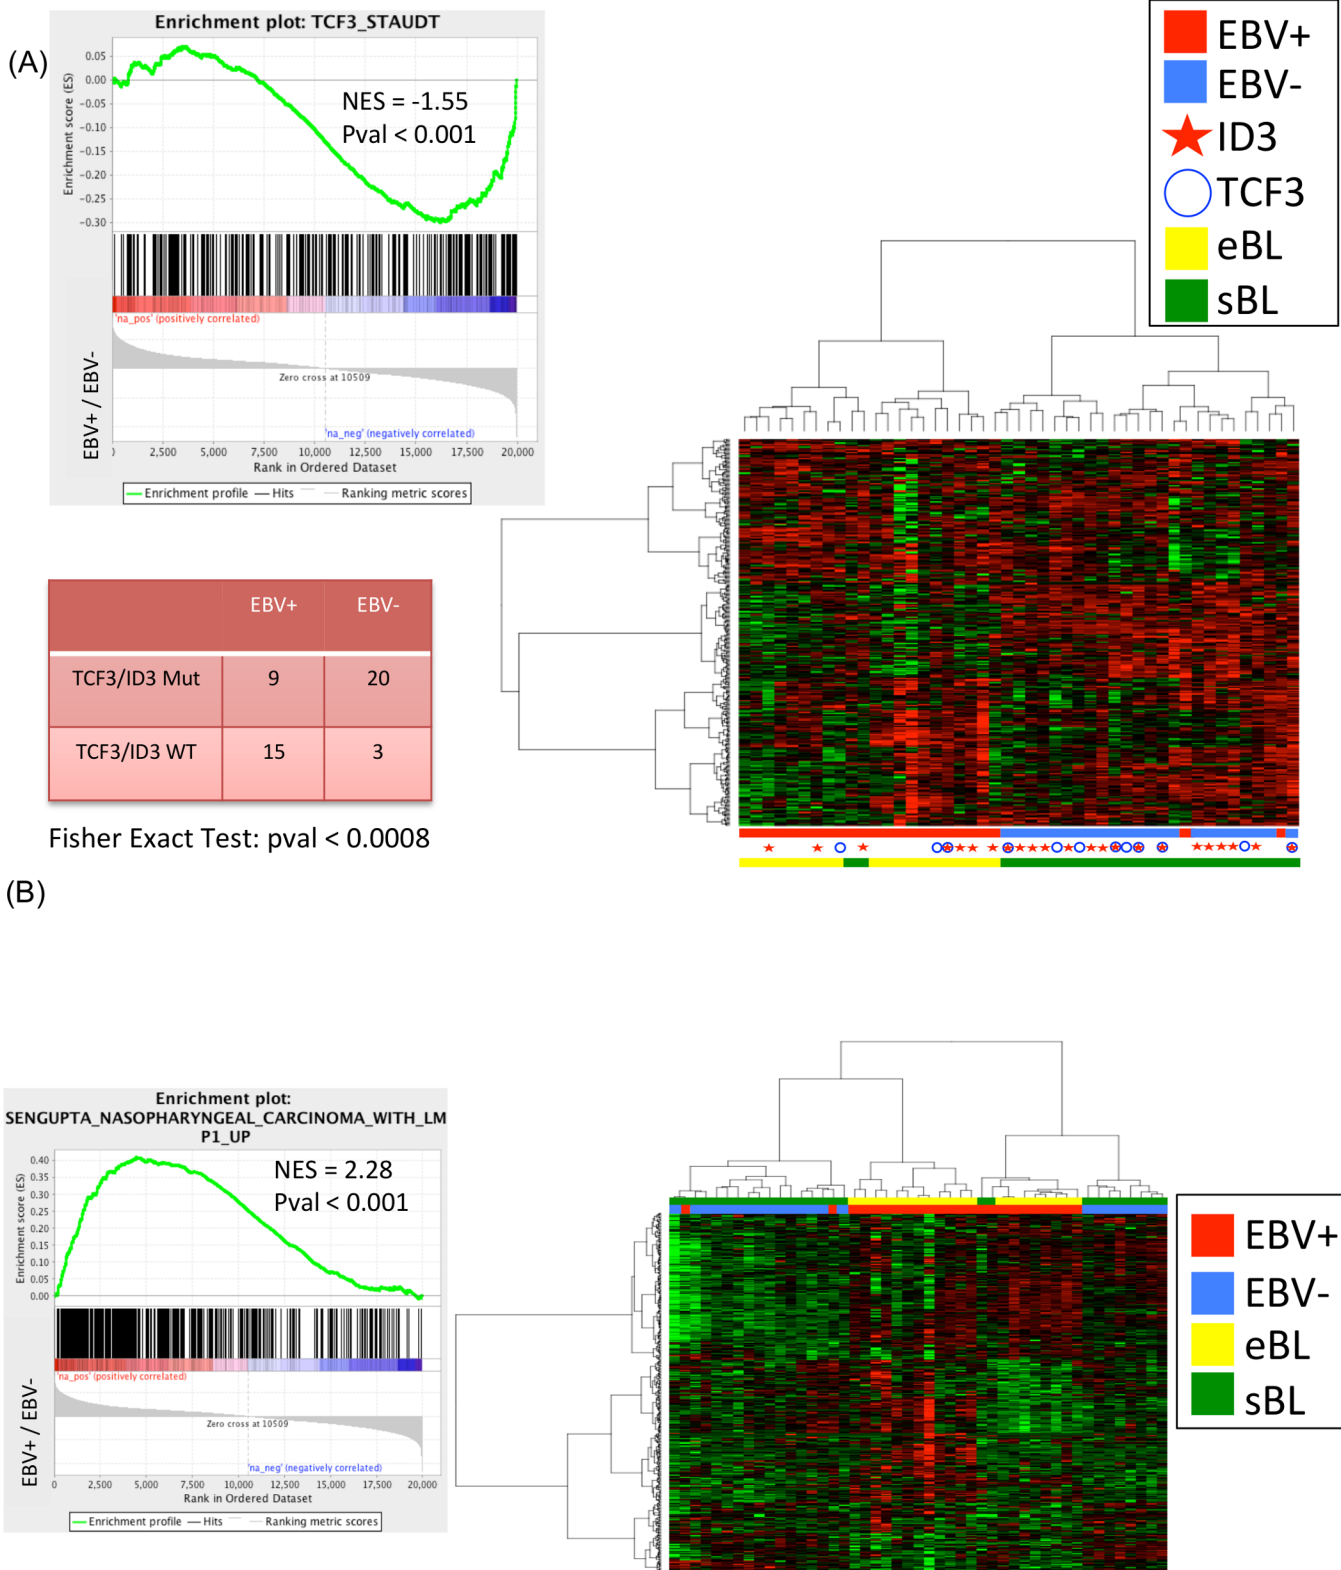 (A)
Enrichment plot: TCF3_STAUDT
Enrichment score (ES)
0.05
0.00
-0.05
-0.10
-0.15
-0.20
-0.25
-0.30
NES = -1.55
Pval < 0.001
'na_pos' (positively correlated)
Zero cross at 10509
'na_neg' (negatively correlated)
EBV+ / EBV-
2,500 5,000 7,500 10,000 12,500 15,000 17,500 20,000
Rank in Ordered Dataset
Enrichment profile Hits Ranking metric scores
EBV+
EBV-
ID3
TCF3
eBL
sBL
EBV+ EBV-
TCF3/ID3 Mut 9 20
TCF3/ID3 WT 15 3
Fisher Exact Test: pval < 0.0008
(B)
Enrichment plot:
SENGUPTA_NASOPHARYNGEAL_CARCINOMA_WITH_LM
P1_UP
Enrichment score (ES)
0.40
0.35
0.30
0.25
0.20
0.15
0.10
0.05
0.00
NES = 2.28
Pval < 0.001
'na_pos' (positively correlated)
Zero cross at 10509
'na_neg' (negatively correlated)
EBV+ / EBV-
0 2,500 5,000 7,500 10,000 12,500 15,000 17,500 20,000
Rank in Ordered Dataset
Enrichment profile Hits Ranking metric scores
EBV+
EBV-
eBL
sBL